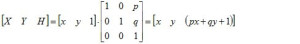 [X Y H]=[x y 1]·[1 0 p
0 1 q
0 0 1]=[x y (px+qy+1)]